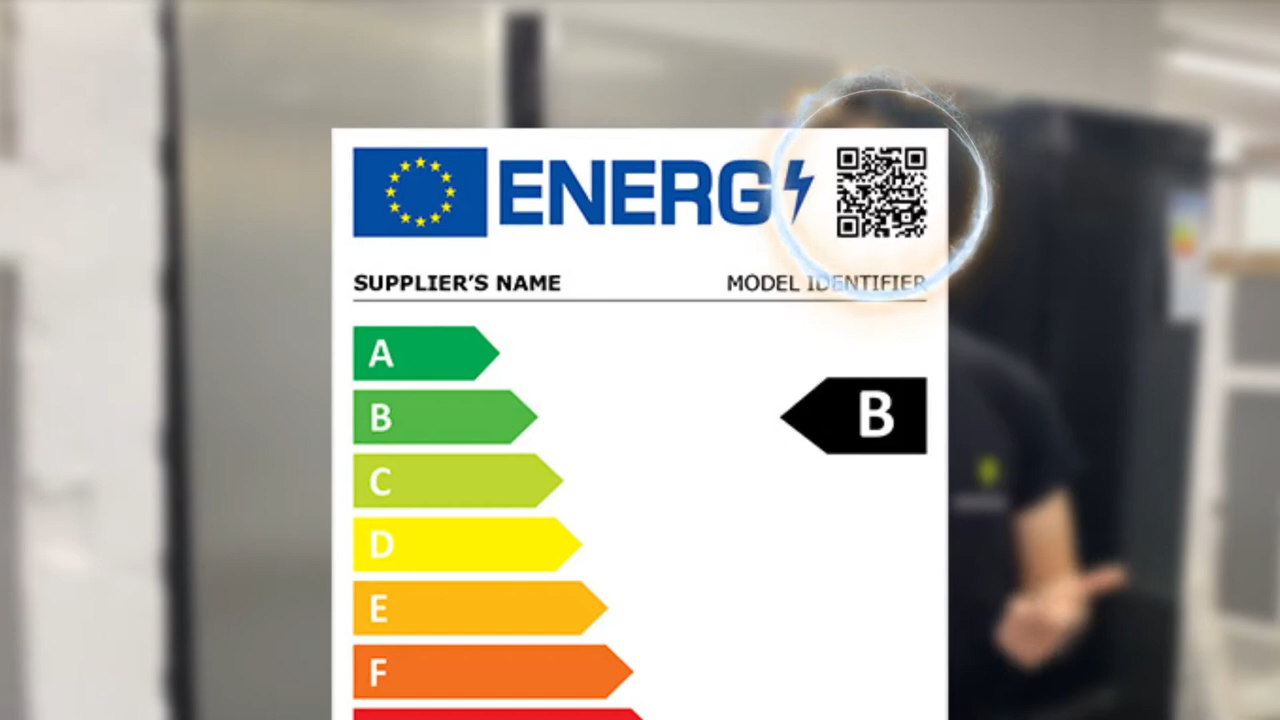 ENERG
SUPPLIER'S NAME
MODEL IDENTIFIER
A
B
B
C
D
E
F